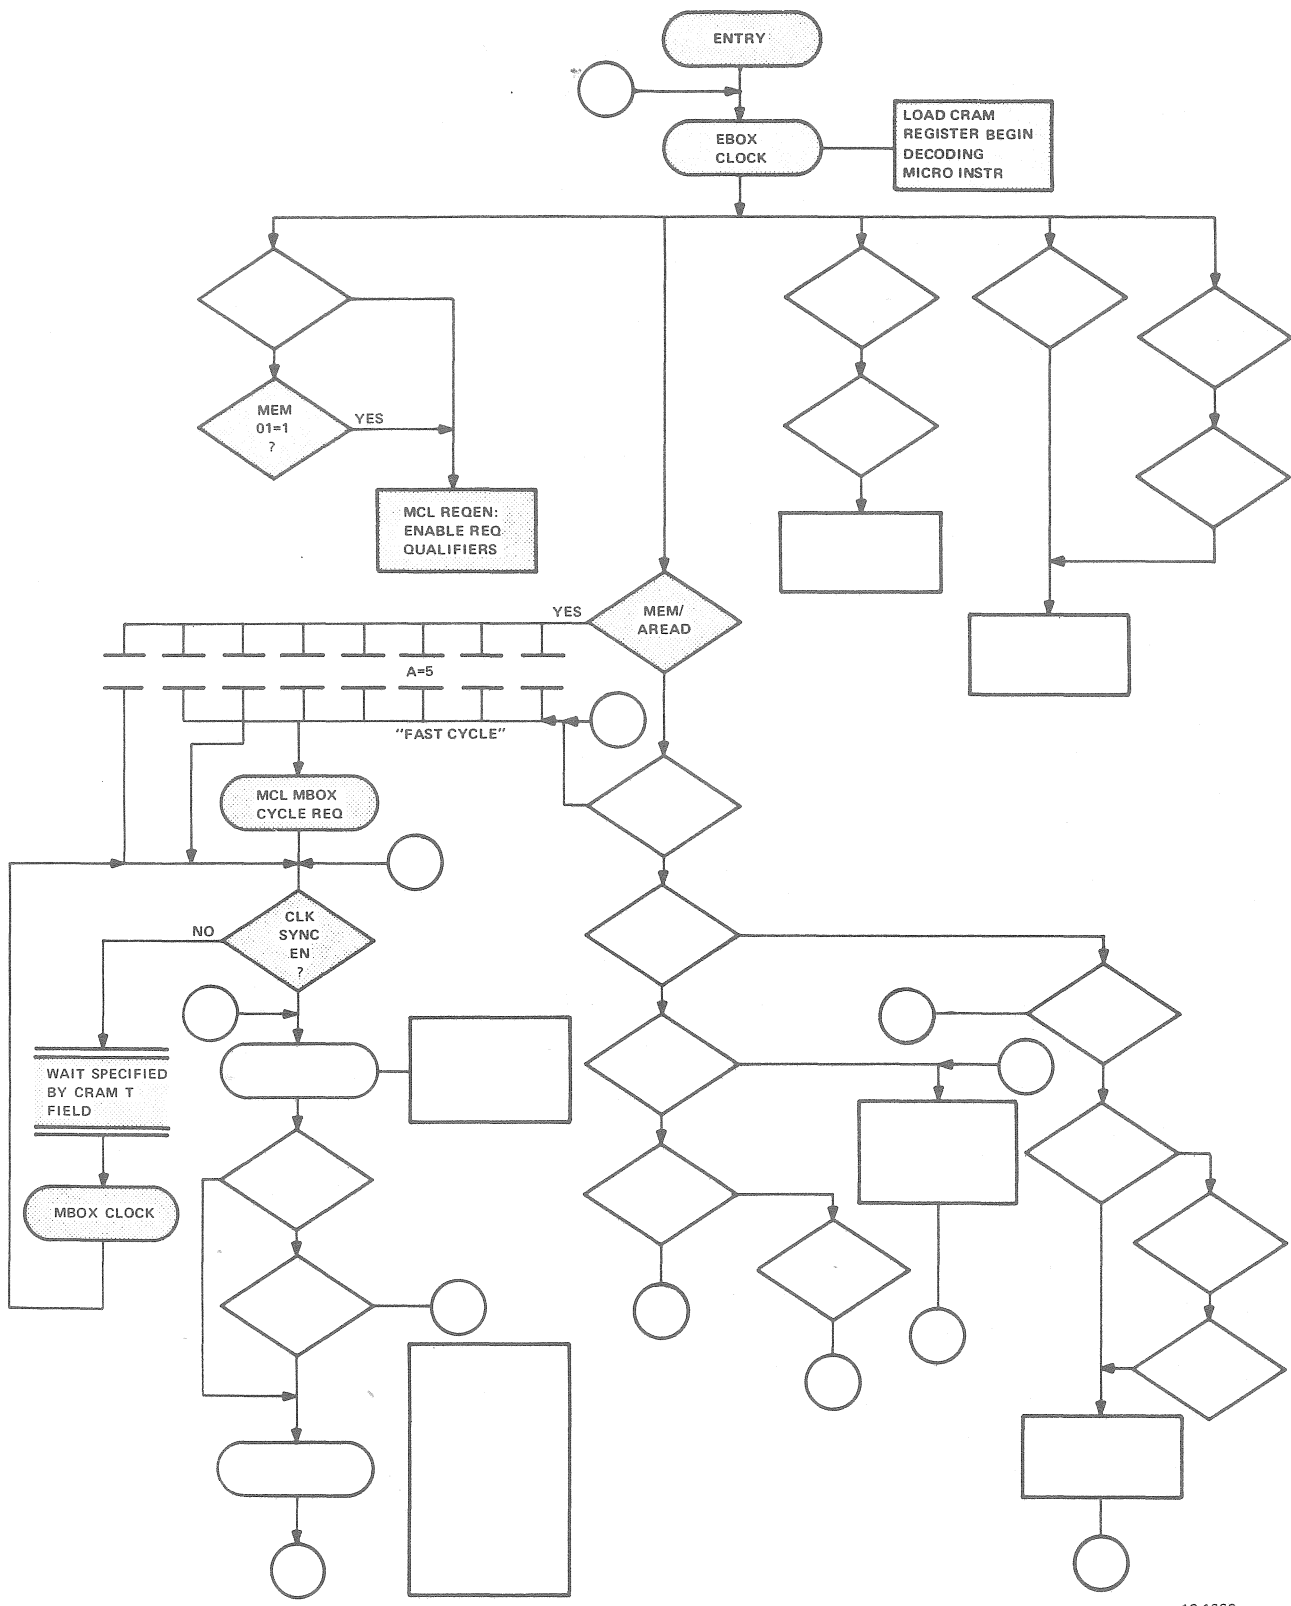 ENTRY
EBOX
CLOCK
LOAD CRAM
REGISTER BEGIN
DECODING
MICRO INSTR
MEM
01=1
?
YES
MCL REQEN:
ENABLE REQ
QUALIFIERS
MEM/
AREAD
YES
A=5
"FAST CYCLE"
MCL MBOX
CYCLE REQ
CLK
SYNC
EN
?
NO
WAIT SPECIFIED
BY CRAM T
FIELD
MBOX CLOCK